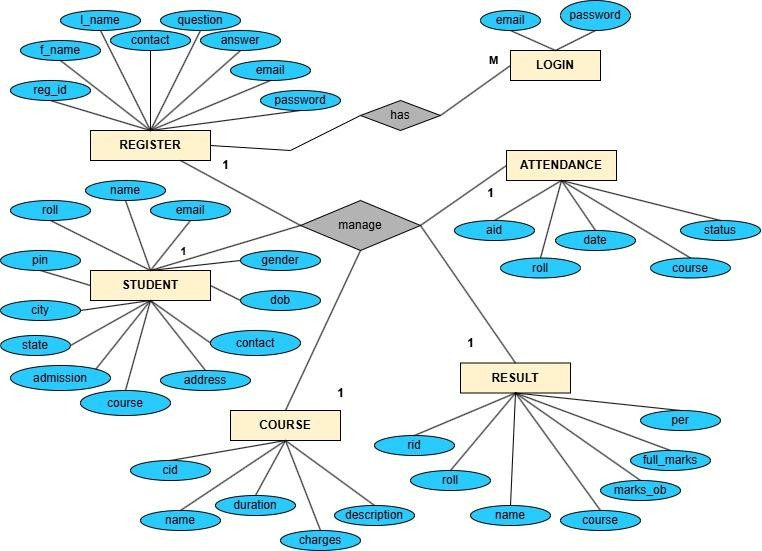 l_name
question
email
password
f_name
contact
answer
M
LOGIN
reg_id
email
password
has
REGISTER
1
ATTENDANCE
name
1
roll
email
manage
aid
date
status
1
roll
course
pin
gender
STUDENT
city
dob
state
contact
1
admission
address
RESULT
course
1
COURSE
per
rid
full_marks
cid
roll
marks_ob
name
duration
description
name
course
charges